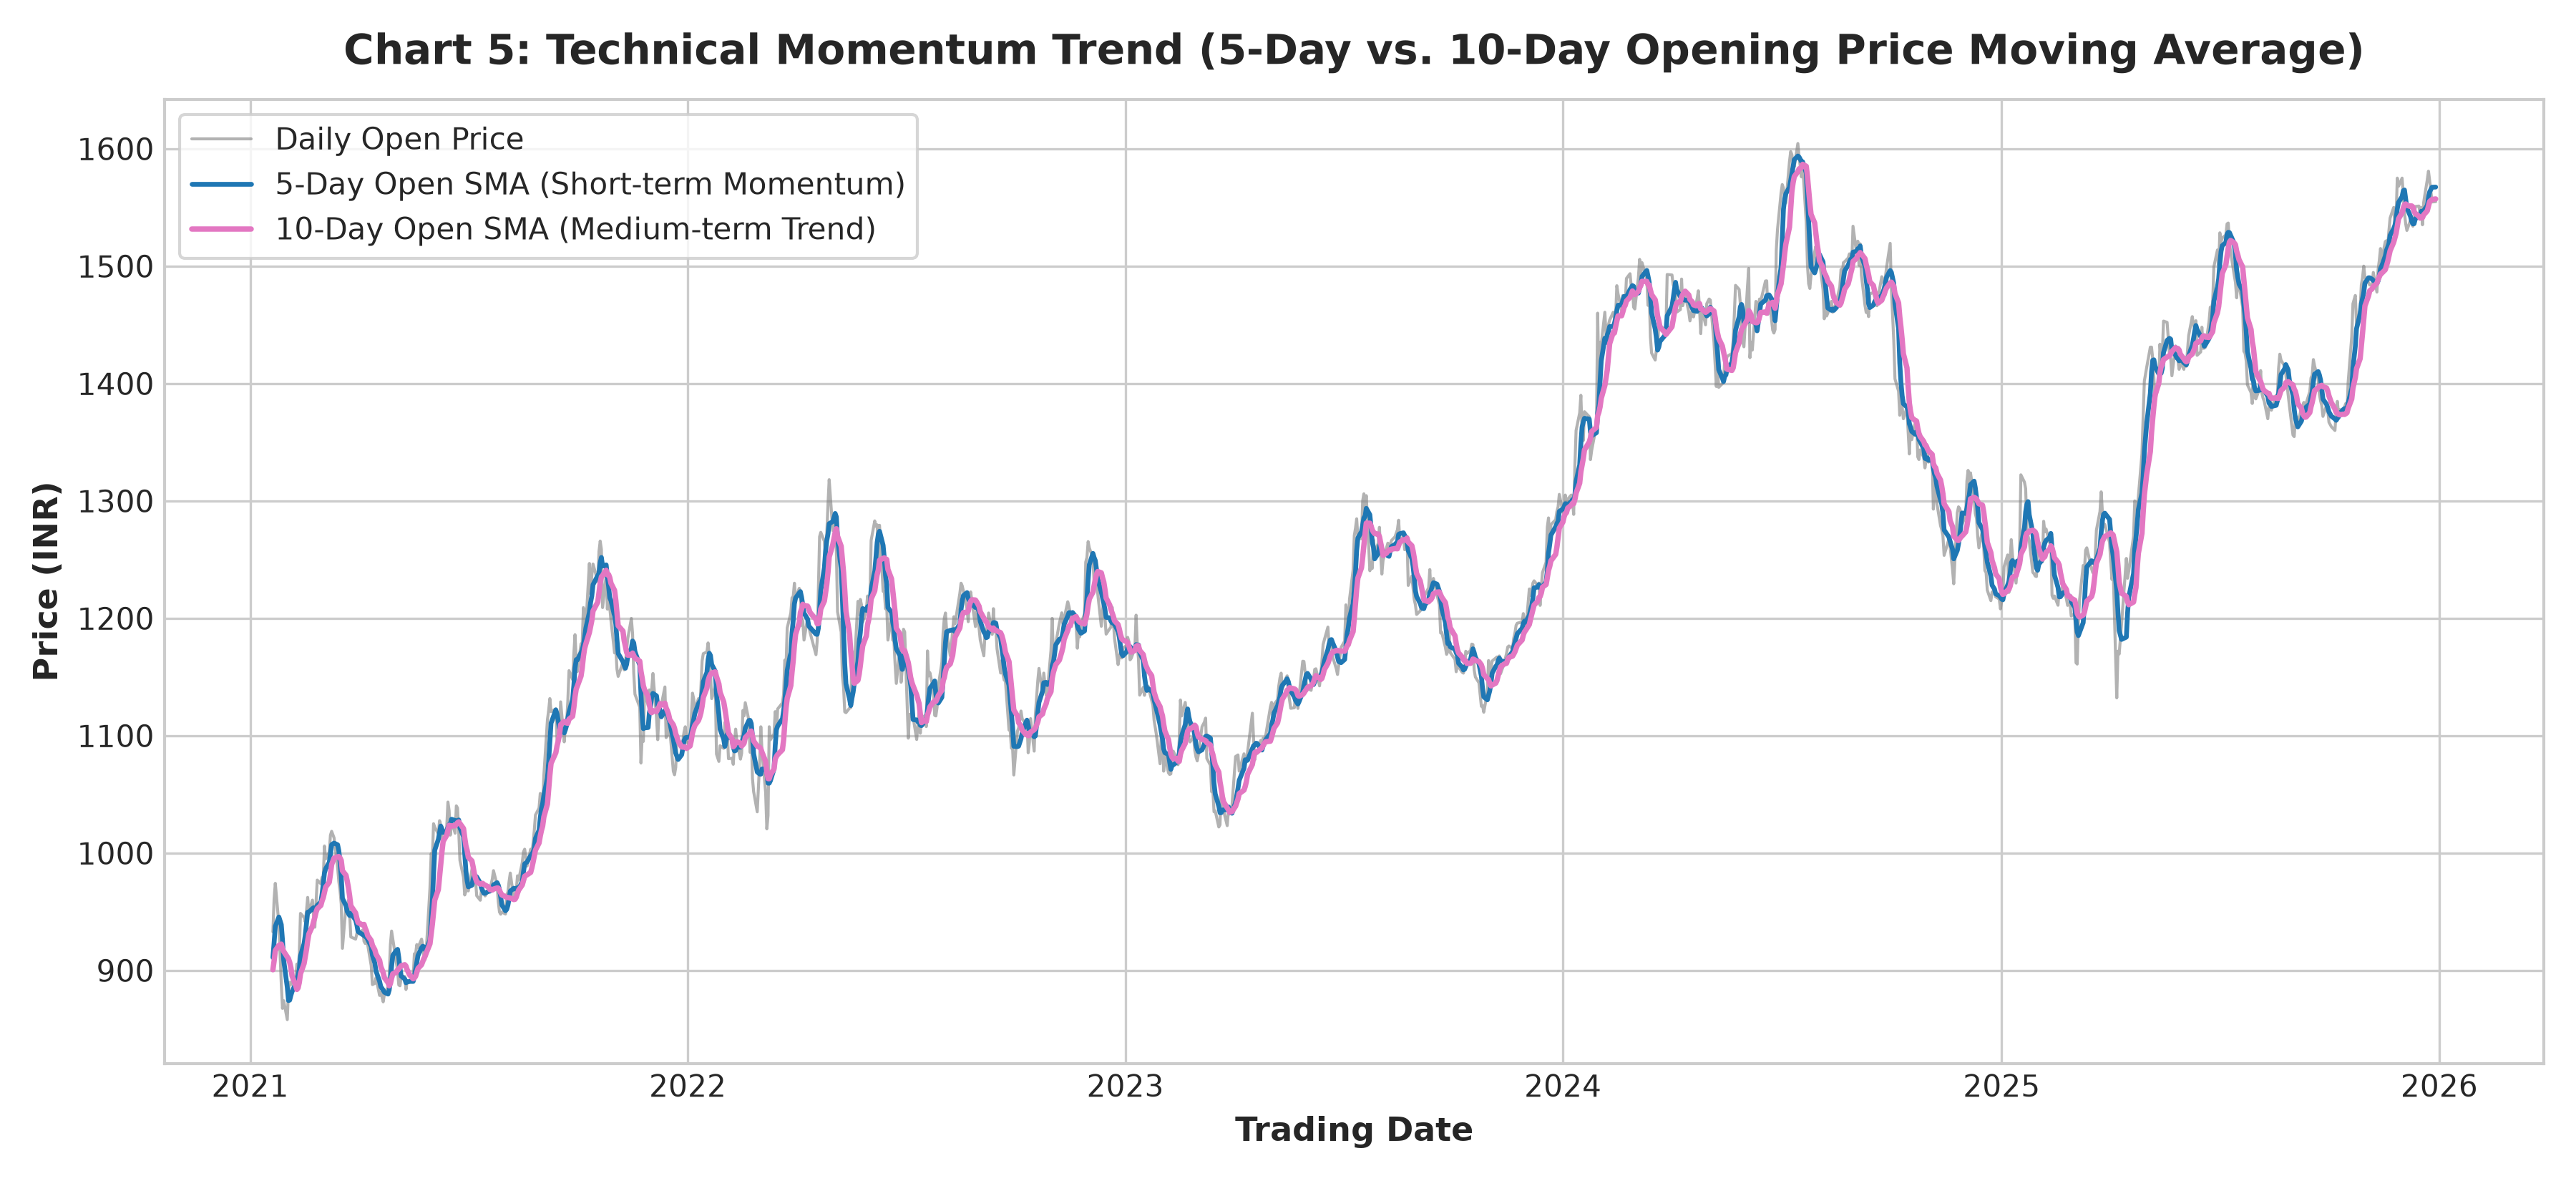 Chart 5: Technical Momentum Trend (5-Day vs. 10-Day Opening Price Moving Average)
Daily Open Price
5-Day Open SMA (Short-term Momentum)
10-Day Open SMA (Medium-term Trend)
Price (INR)
1600
1500
1400
1300
1200
1100
1000
900
2021
2022
2023
2024
2025
2026
Trading Date